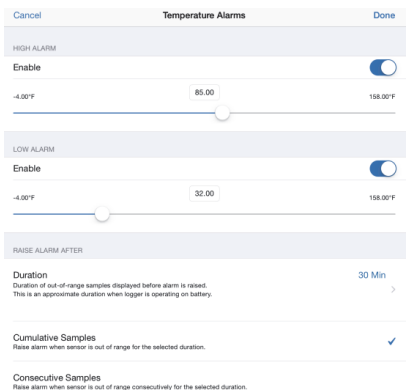 Cancel Temperature Alarms Done
HIGH ALARM
Enable
85.00
-4.00°F 158.00°F
LOW ALARM
Enable
32.00
-4.00°F 158.00°F
RAISE ALARM AFTER
Duration 30 Min
Duration of out-of-range samples displayed before alarm is raised.
This is an approximate duration when logger is operating on battery.
Cumulative Samples
Raise alarm when sensor is out of range for the selected duration.
Consecutive Samples
Raise alarm when sensor is out of range consecutively for the selected duration.